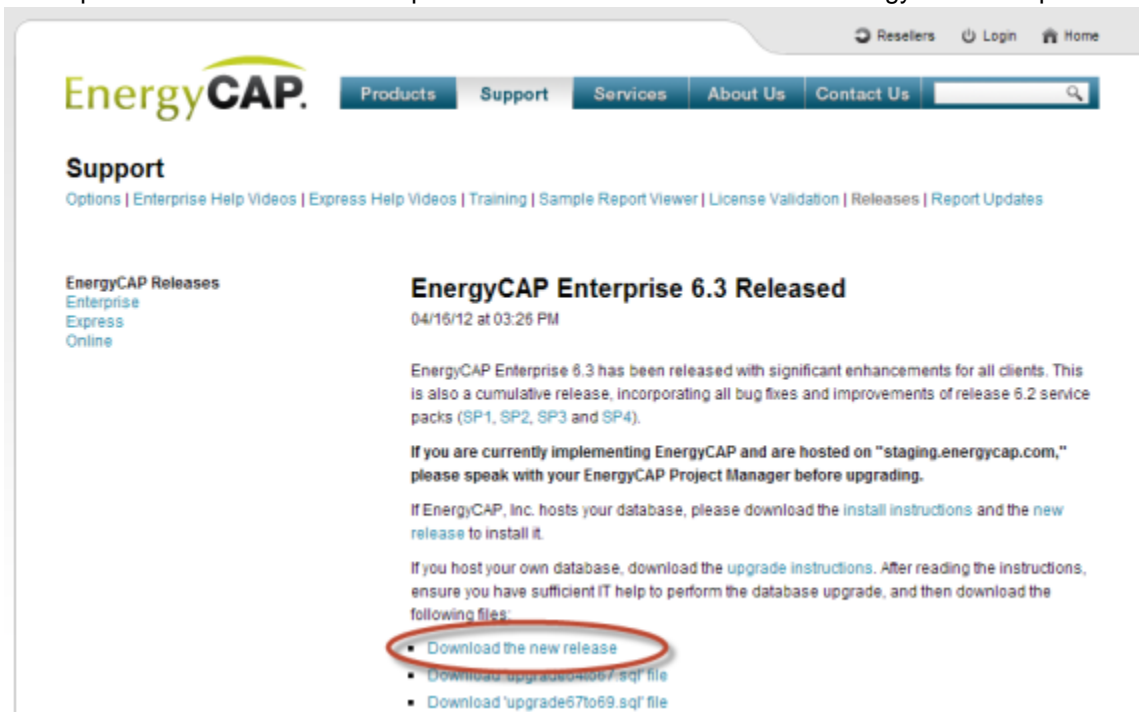 Resellers Login Home
EnergyCAP.
Products Support Services About Us Contact Us
Support
Options | Enterprise Help Videos | Express Help Videos | Training | Sample Report Viewer | License Validation | Releases | Report Updates
EnergyCAP Releases
Enterprise
Express
Online
EnergyCAP Enterprise 6.3 Released
04/16/12 at 03:26 PM
EnergyCAP Enterprise 6.3 has been released with significant enhancements for all clients. This
is also a cumulative release, incorporating all bug fixes and improvements of release 6.2 service
packs (SP1, SP2, SP3 and SP4).
If you are currently implementing EnergyCAP and are hosted on "staging.energycap.com,"
please speak with your EnergyCAP Project Manager before upgrading.
If EnergyCAP, Inc. hosts your database, please download the install instructions and the new
release to install it.
If you host your own database, download the upgrade instructions. After reading the instructions,
ensure you have sufficient IT help to perform the database upgrade, and then download the
following files:
▪ Download the new release
▪ Download 'upgrade64to67.sql' file
▪ Download 'upgrade67to69.sql' file